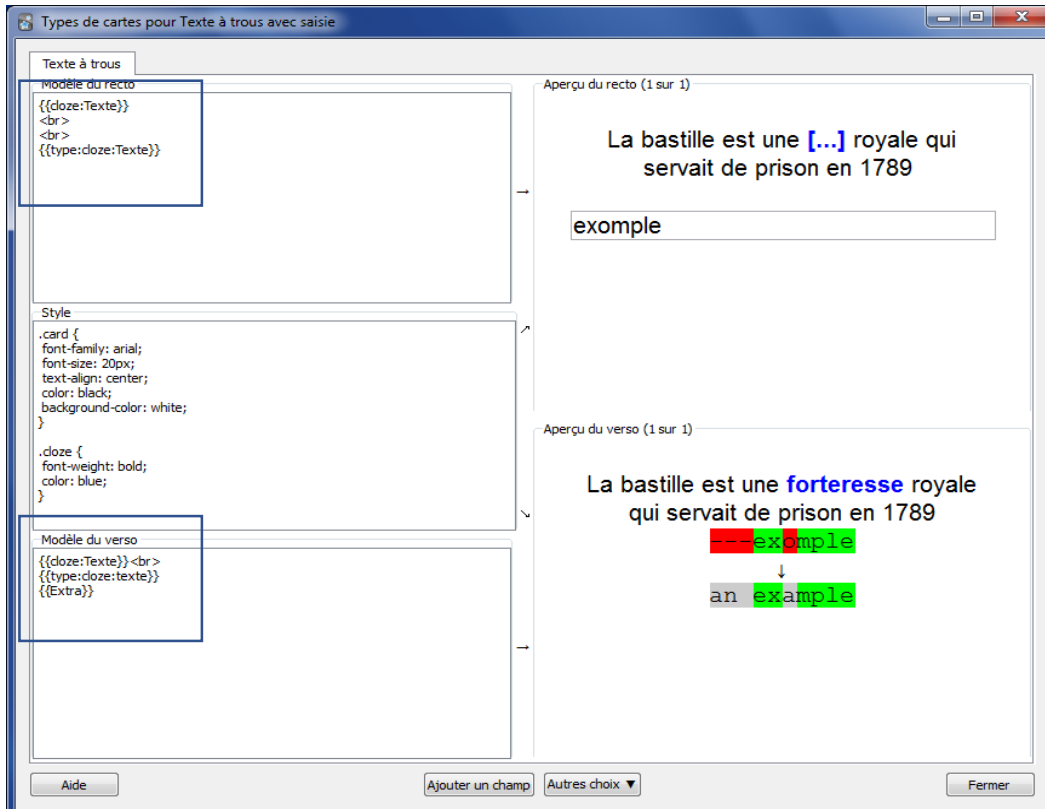 Types de cartes pour Texte à trous avec saisie
Texte à trous
Modèle du recto
{{cloze:Texte}}
<br>
<br>
{{type:cloze:Texte}}
Style
.card {
font-family: arial;
font-size: 20px;
text-align: center;
color: black;
background-color: white;
}
.cloze {
font-weight: bold;
color: blue;
}
Modèle du verso
{{cloze:Texte}}<br>
{{type:cloze:texte}}
{{Extra}}
Aperçu du recto (1 sur 1)
La bastille est une [...] royale qui
servait de prison en 1789
exomple
Aperçu du verso (1 sur 1)
La bastille est une forteresse royale
qui servait de prison en 1789
---exomple
↓
an example
Aide
Ajouter un champ
Autres choix ▼
Fermer